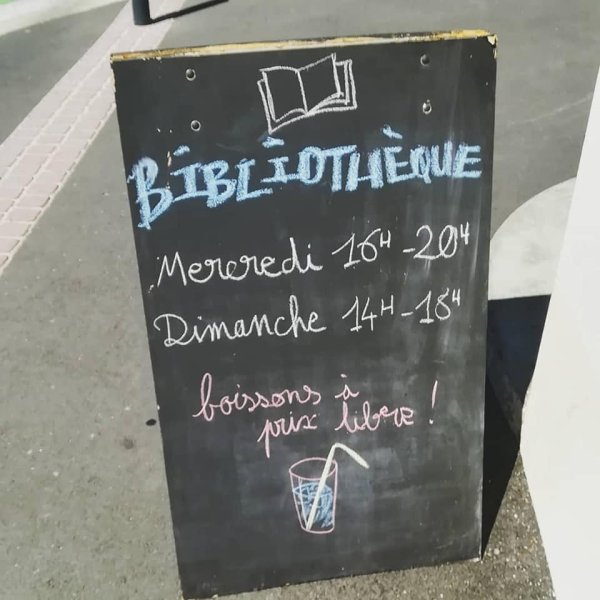 BIBLIOTHÈQUE
Mercredi 16H-20H
Dimanche 14H-18H
boissons à
prix libre !